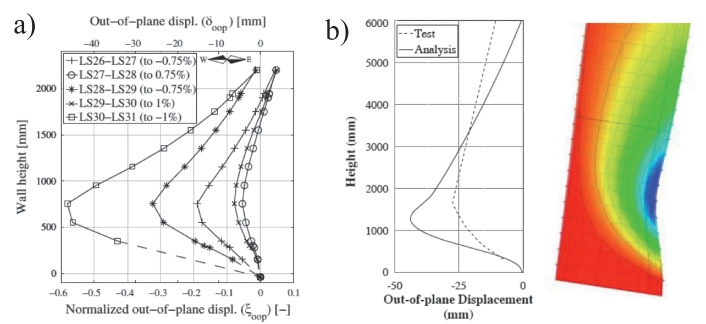 a)
Out-of-plane displ. (δoop) [mm]
−45 −30 −15 0
LS26−LS27 (to −0.75%)
LS27−LS28 (to 0.75%)
LS28−LS29 (to −0.75%)
LS29−LS30 (to 1%)
LS30−LS31 (to −1%)
W E
Wall height [mm]
2000
1500
1000
500
0
−0.6 −0.5 −0.4 −0.3 −0.2 −0.1 0 0.1
Normalized out-of-plane displ. (ξoop) [−]
b)
Test
Analysis
Height (mm)
6000
5000
4000
3000
2000
1000
0
-50 -25 0
Out-of-plane Displacement
(mm)